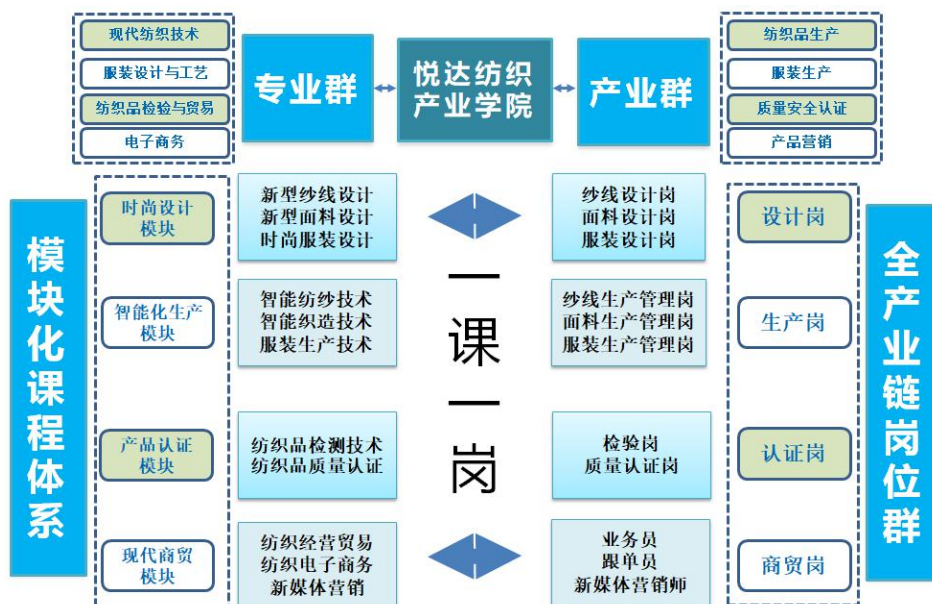 现代纺织技术
服装设计与工艺
纺织品检验与贸易
电子商务
专业群
悦达纺织
产业学院
产业群
纺织品生产
服装生产
质量安全认证
产品营销
模块化课程体系
时尚设计
模块
新型纱线设计
新型面料设计
时尚服装设计
纱线设计岗
面料设计岗
服装设计岗
设计岗
智能化生产
模块
智能纺纱技术
智能织造技术
服装生产技术
一课一岗
纱线生产管理岗
面料生产管理岗
服装生产管理岗
生产岗
产品认证
模块
纺织品检测技术
纺织品质量认证
检验岗
质量认证岗
认证岗
现代商贸
模块
纺织经营贸易
纺织电子商务
新媒体营销
业务员
跟单员
新媒体营销师
商贸岗
全产业链岗位群